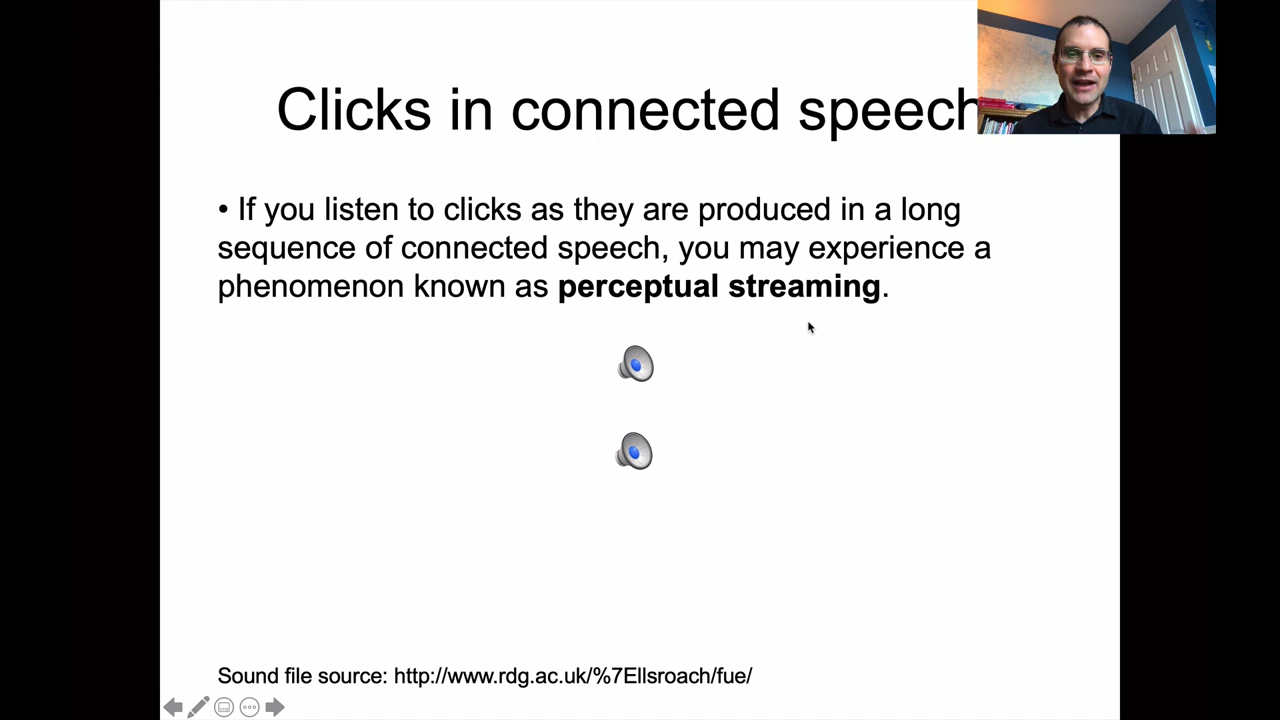 Clicks in connected speech
• If you listen to clicks as they are produced in a long
sequence of connected speech, you may experience a
phenomenon known as perceptual streaming.
Sound file source: http://www.rdg.ac.uk/%7Ellsroach/fue/